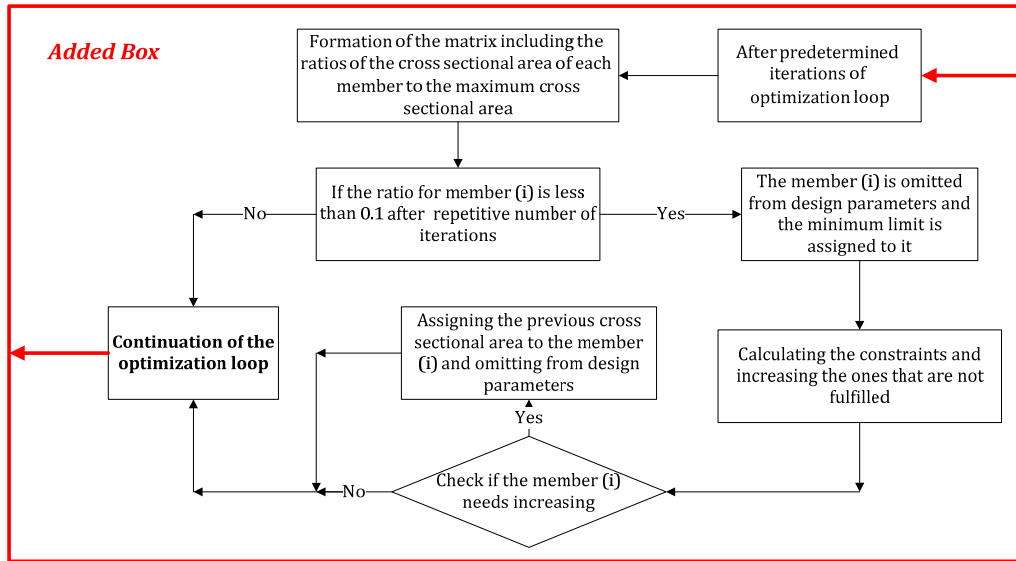 Added Box
Formation of the matrix including the
ratios of the cross sectional area of each
member to the maximum cross
sectional area
After predetermined
iterations of
optimization loop
If the ratio for member (i) is less
than 0.1 after repetitive number of
iterations
No
Yes
The member (i) is omitted
from design parameters and
the minimum limit is
assigned to it
Continuation of the
optimization loop
Assigning the previous cross
sectional area to the member
(i) and omitting from design
parameters
Calculating the constraints and
increasing the ones that are not
fulfilled
Yes
Check if the member (i)
needs increasing
No